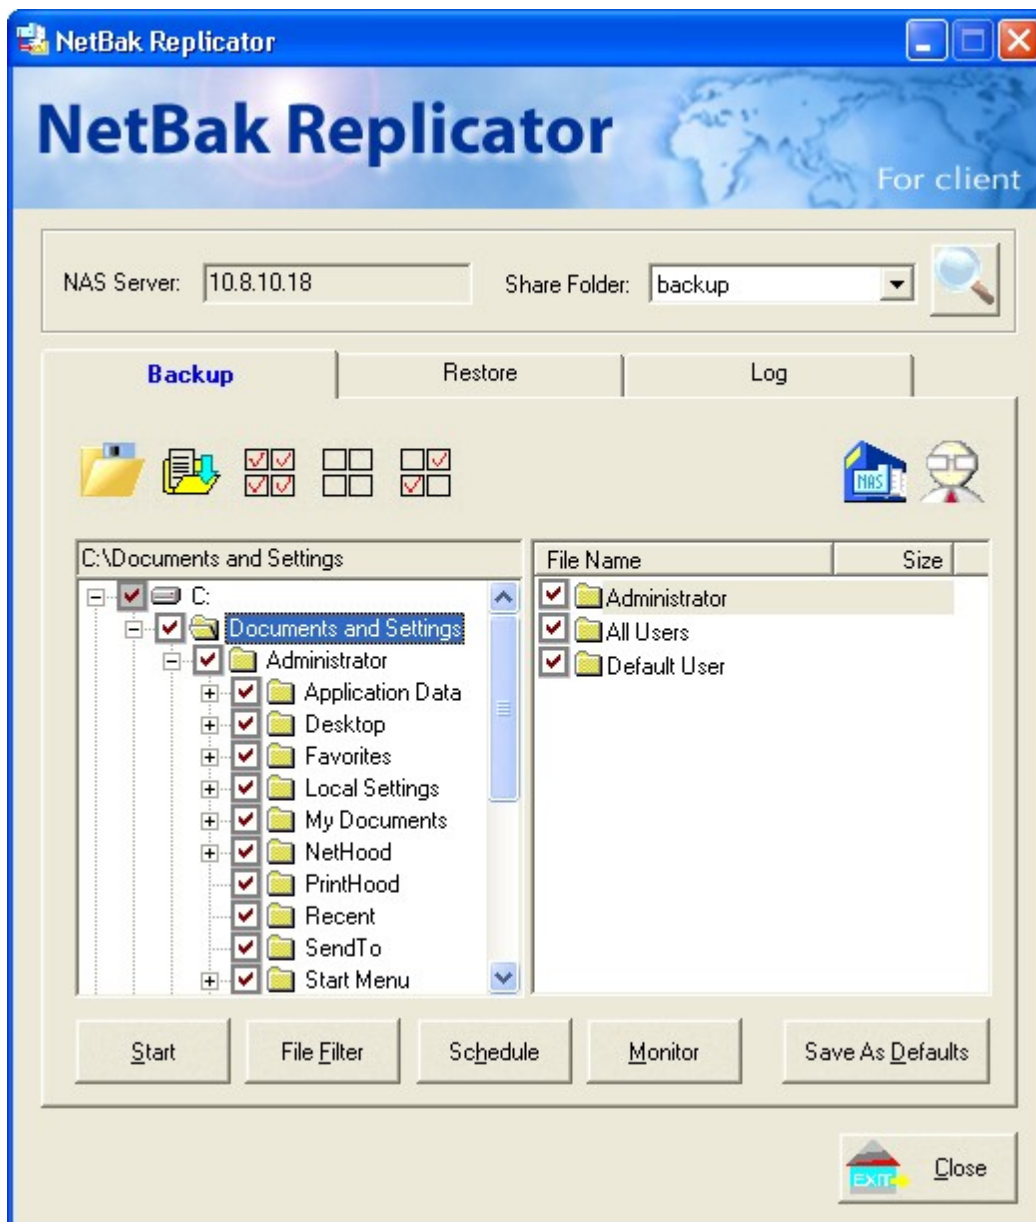 NetBak Replicator
NetBak Replicator
For client
NAS Server: 10.8.10.18 Share Folder: backup
Backup Restore Log
NAS
C:\Documents and Settings
File Name Size
C:
Documents and Settings
Administrator
Application Data
Desktop
Favorites
Local Settings
My Documents
NetHood
PrintHood
Recent
SendTo
Start Menu
Administrator
All Users
Default User
Start File Filter Schedule Monitor Save As Defaults
EXIT Close